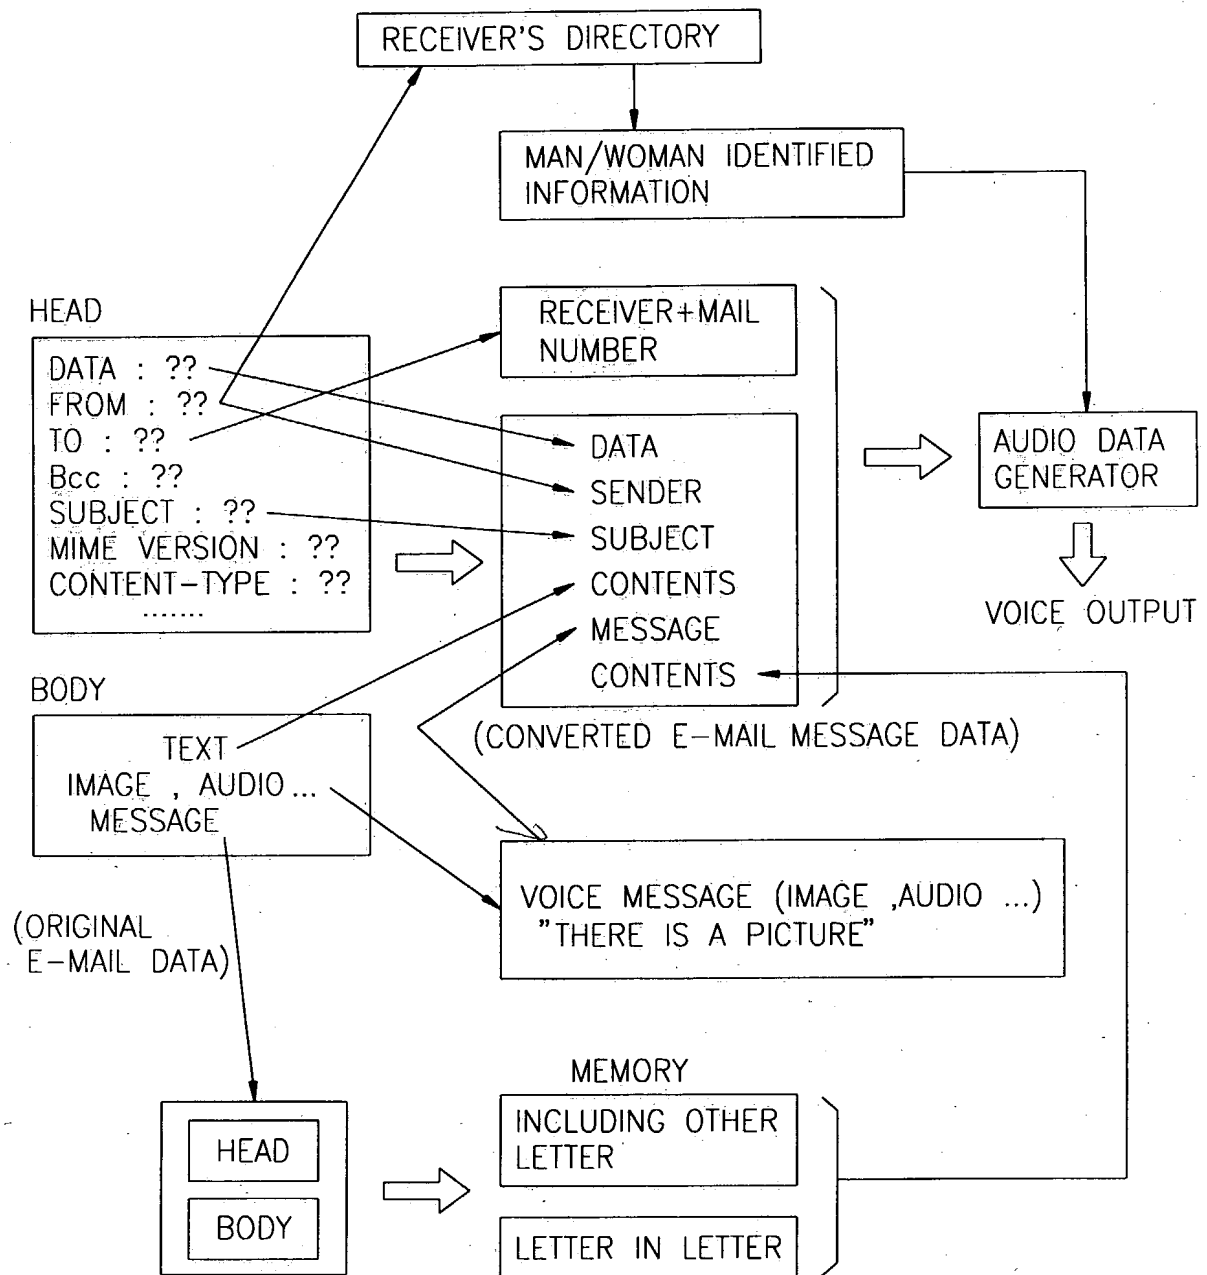 RECEIVER'S DIRECTORY
MAN/WOMAN IDENTIFIED
INFORMATION
HEAD
DATA : ??
FROM : ??
TO : ??
Bcc : ??
SUBJECT : ??
MIME VERSION : ??
CONTENT-TYPE : ??
.......
RECEIVER+MAIL
NUMBER
DATA
SENDER
SUBJECT
CONTENTS
MESSAGE
CONTENTS
(CONVERTED E-MAIL MESSAGE DATA)
AUDIO DATA
GENERATOR
VOICE OUTPUT
BODY
TEXT
IMAGE , AUDIO ...
MESSAGE
(ORIGINAL
E-MAIL DATA)
VOICE MESSAGE (IMAGE ,AUDIO ...)
"THERE IS A PICTURE"
HEAD
BODY
MEMORY
INCLUDING OTHER
LETTER
LETTER IN LETTER